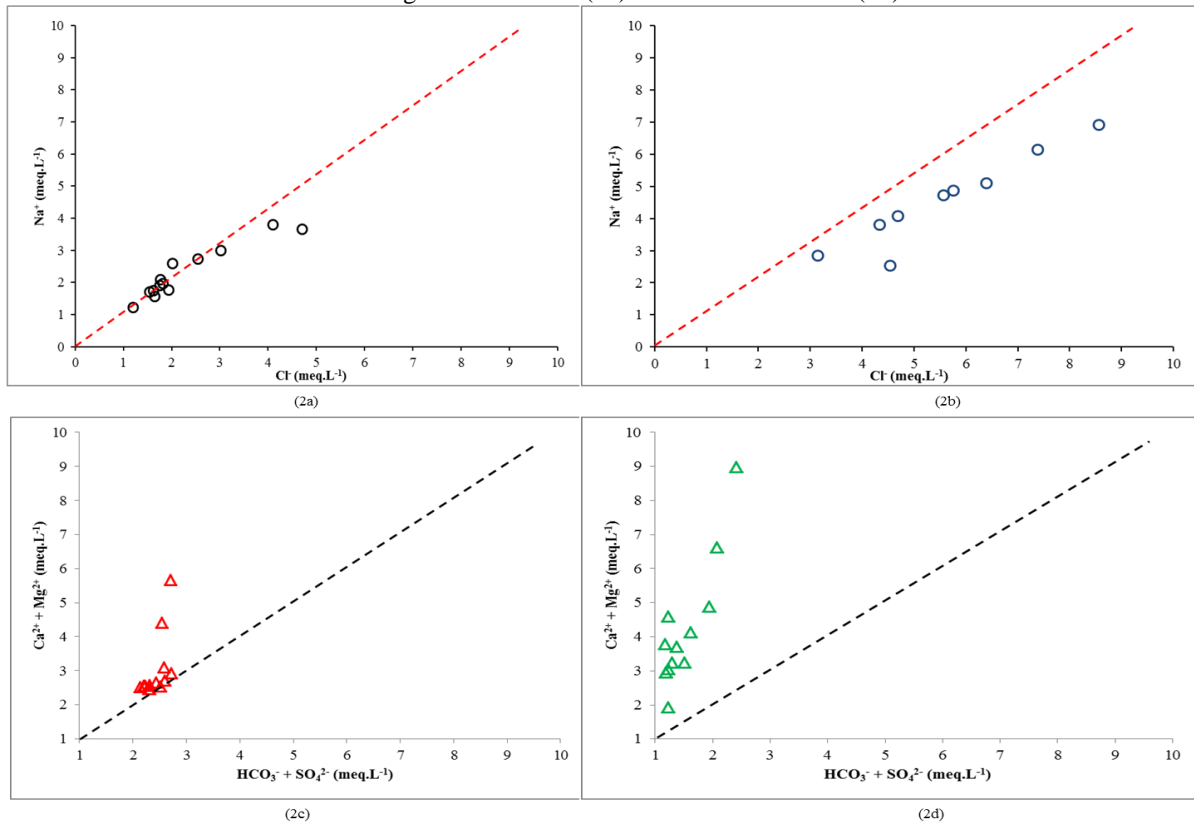 10
9
8
7
6
5
4
3
2
1
0
Na⁺ (meq.L⁻¹)
0 1 2 3 4 5 6 7 8 9 10
Cl⁻ (meq.L⁻¹)
(2a)
10
9
8
7
6
5
4
3
2
1
0
Na⁺ (meq.L⁻¹)
0 1 2 3 4 5 6 7 8 9 10
Cl⁻ (meq.L⁻¹)
(2b)
10
9
8
7
6
5
4
3
2
1
Ca²⁺ + Mg²⁺ (meq.L⁻¹)
1 2 3 4 5 6 7 8 9 10
HCO₃⁻ + SO₄²⁻ (meq.L⁻¹)
(2c)
10
9
8
7
6
5
4
3
2
1
Ca²⁺ + Mg²⁺ (meq.L⁻¹)
1 2 3 4 5 6 7 8 9 10
HCO₃⁻ + SO₄²⁻ (meq.L⁻¹)
(2d)